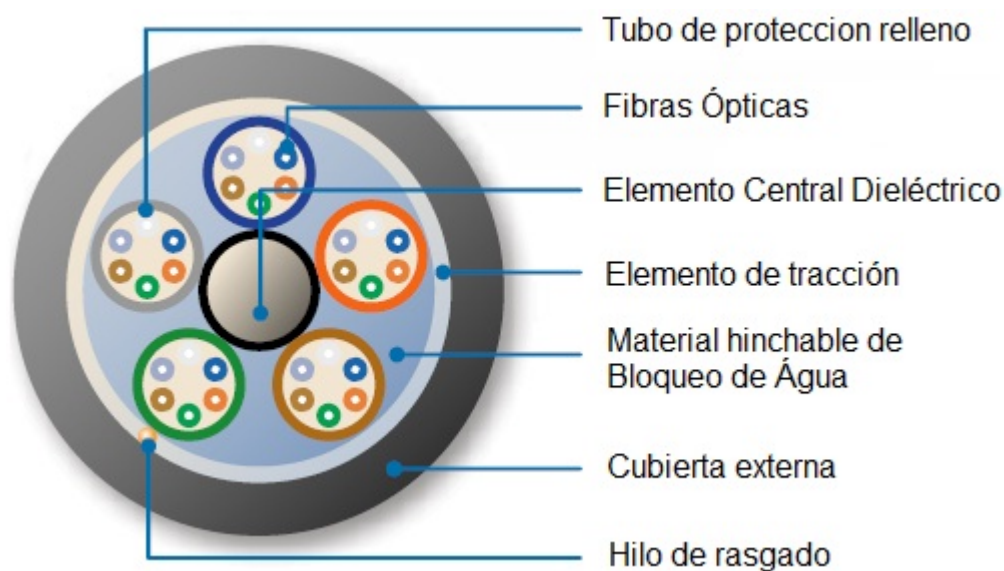 Tubo de proteccion relleno
Fibras Ópticas
Elemento Central Dieléctrico
Elemento de tracción
Material hinchable de
Bloqueo de Água
Cubierta externa
Hilo de rasgado